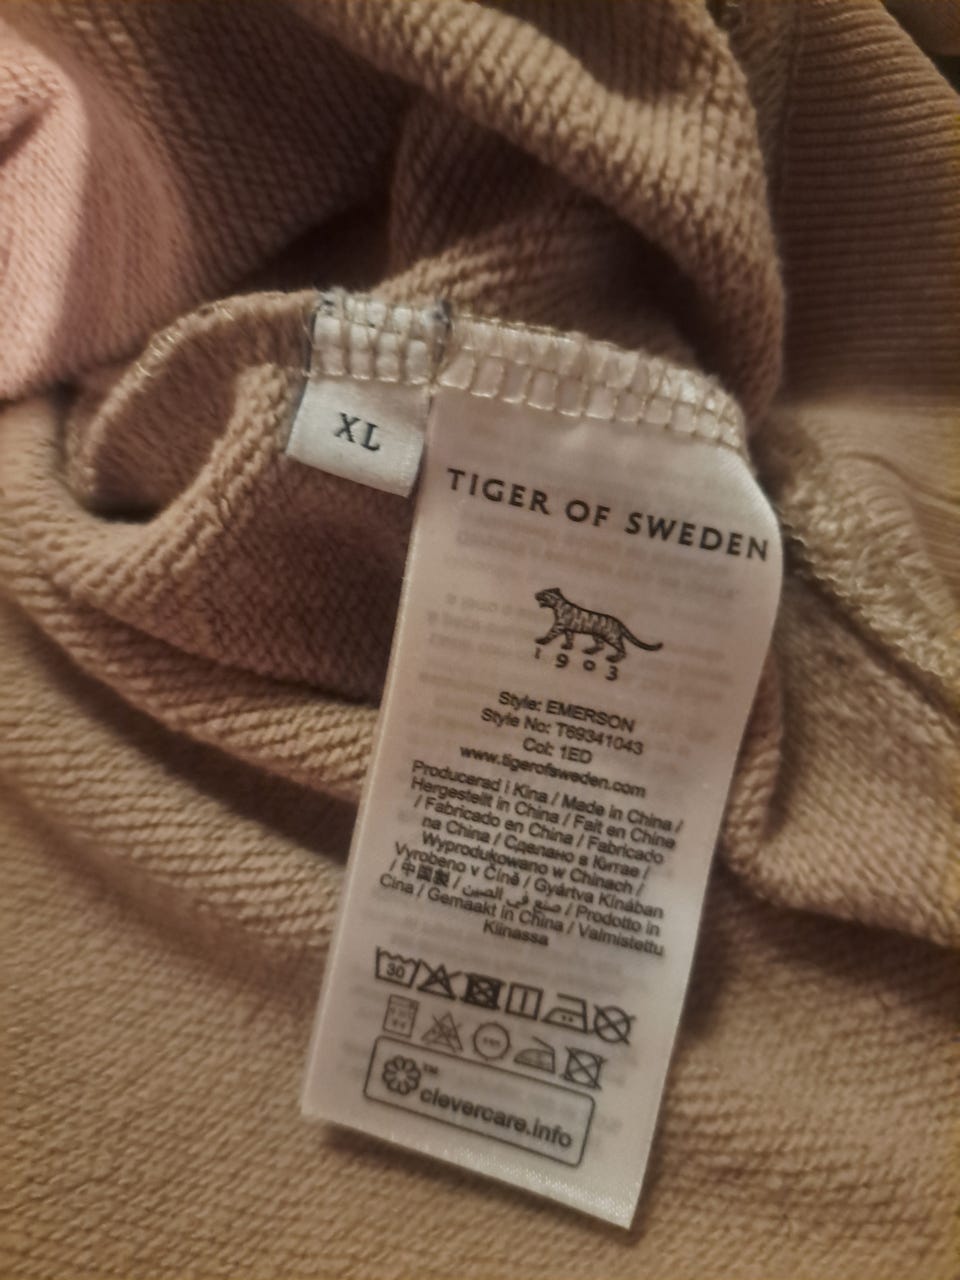 XL
TIGER OF SWEDEN
1903
Style: EMERSON
Style No: T69341043
Col: 1ED
www.tigerofsweden.com
Producerad i Kina / Made in China /
Hergestellt in China / Fait en Chine
/ Fabricado en China / Fabricado
na China / Сделано в Китае /
Wyprodukowano w Chinach /
Vyrobeno v Číně / Gyártva Kínában
/ 中国製 / صنع في الصين / Prodotto in
Cina / Gemaakt in China / Valmistettu
Kiinassa
30
™
clevercare.info